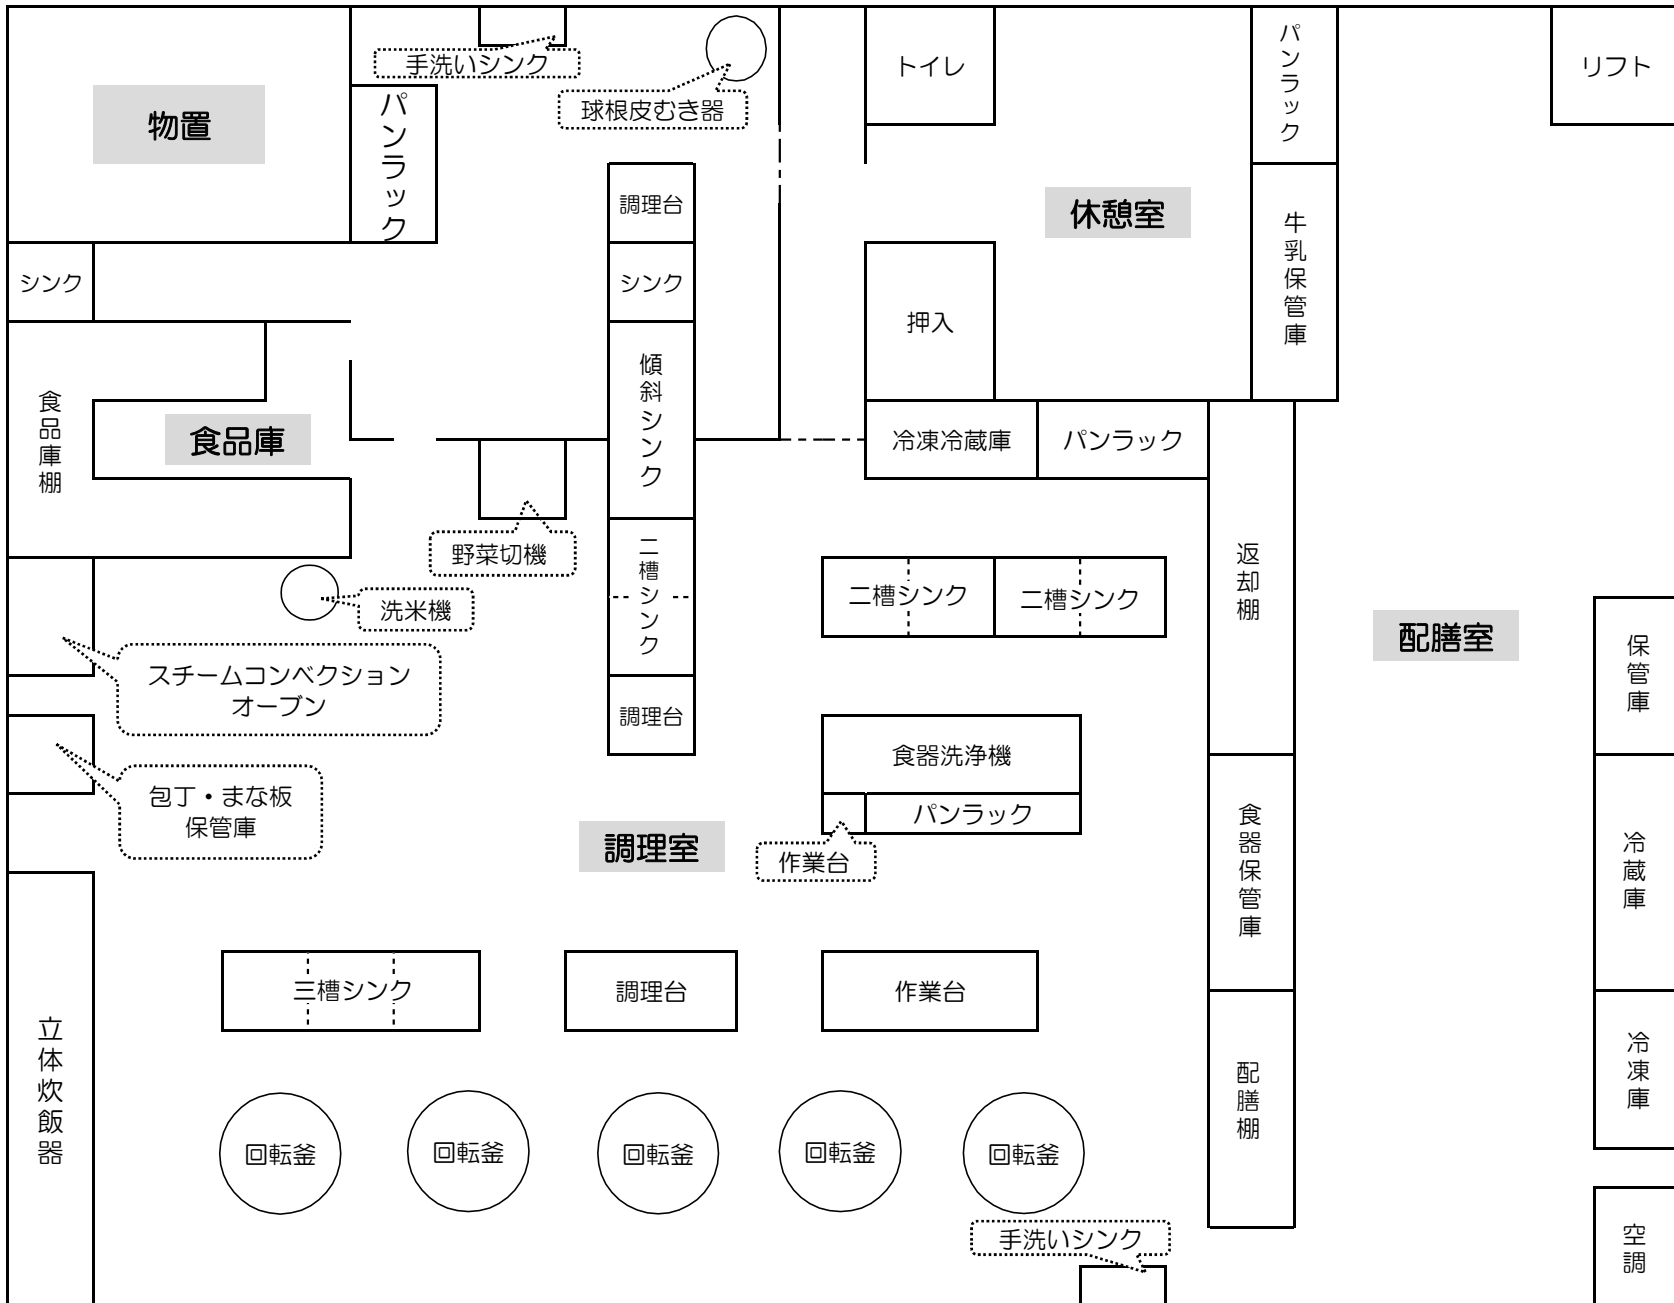 手洗いシンク
球根皮むき器
トイレ
パンラック
リフト
物置
パンラック
調理台
休憩室
牛乳保管庫
シンク
シンク
押入
傾斜シンク
食品庫棚
食品庫
冷凍冷蔵庫
パンラック
野菜切機
二槽シンク
返却棚
洗米機
二槽シンク
二槽シンク
配膳室
保管庫
スチームコンベクション
オーブン
調理台
食器洗浄機
包丁・まな板
保管庫
パンラック
調理室
作業台
食器保管庫
冷蔵庫
三槽シンク
調理台
作業台
立体炊飯器
冷凍庫
配膳棚
回転釜
回転釜
回転釜
回転釜
回転釜
手洗いシンク
空調